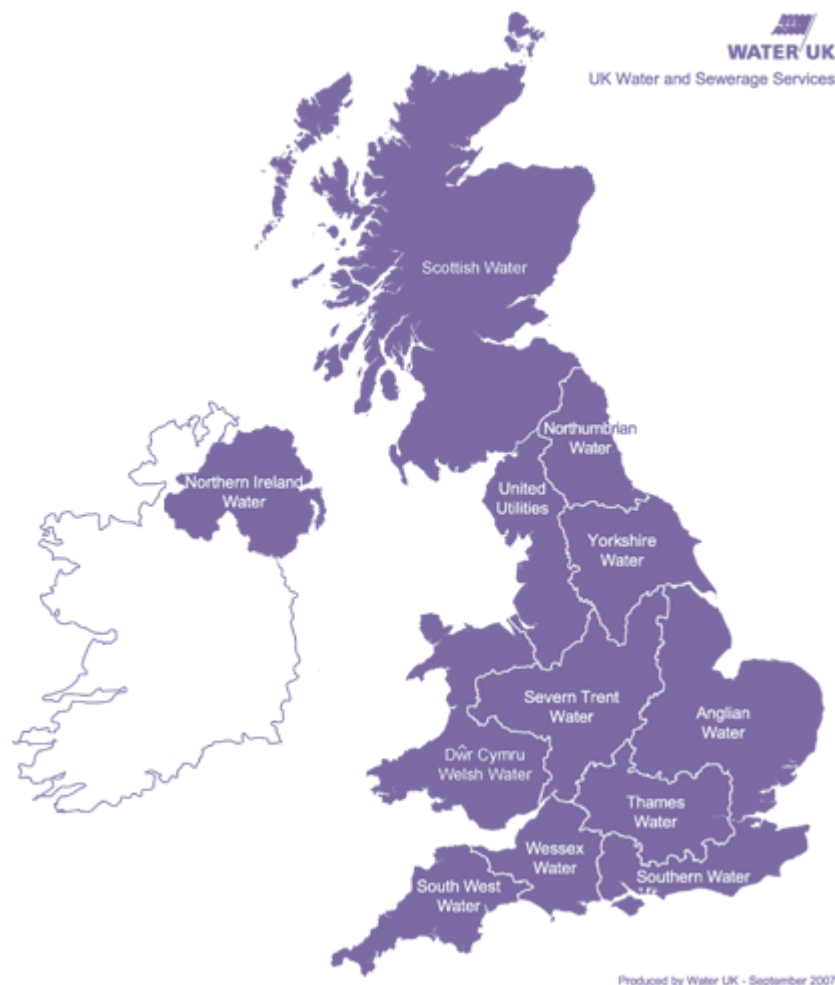 WATER UK
UK Water and Sewerage Services
Scottish Water
Northumbrian
Water
Northern Ireland
Water
United
Utilities
Yorkshire
Water
Severn Trent
Water
Anglian
Water
Dŵr Cymru
Welsh Water
Thames
Water
Wessex
Water
Southern Water
South West
Water
Produced by Water UK - September 2007